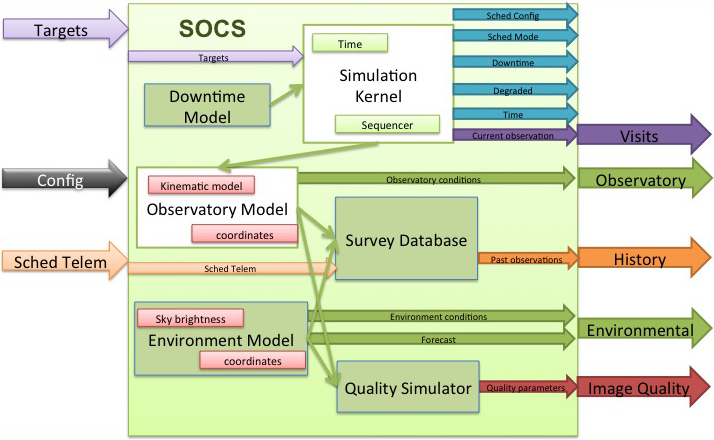 SOCS
Targets
Targets
Time
Simulation
Kernel
Sequencer
Downtime
Model
Sched Config
Sched Mode
Downtime
Degraded
Time
Current observation
Visits
Config
Kinematic model
Observatory Model
coordinates
Observatory conditions
Observatory
Survey Database
Sched Telem
Sched Telem
Past observations
History
Sky brightness
Environment Model
coordinates
Environment conditions
Forecast
Environmental
Quality Simulator
Quality parameters
Image Quality